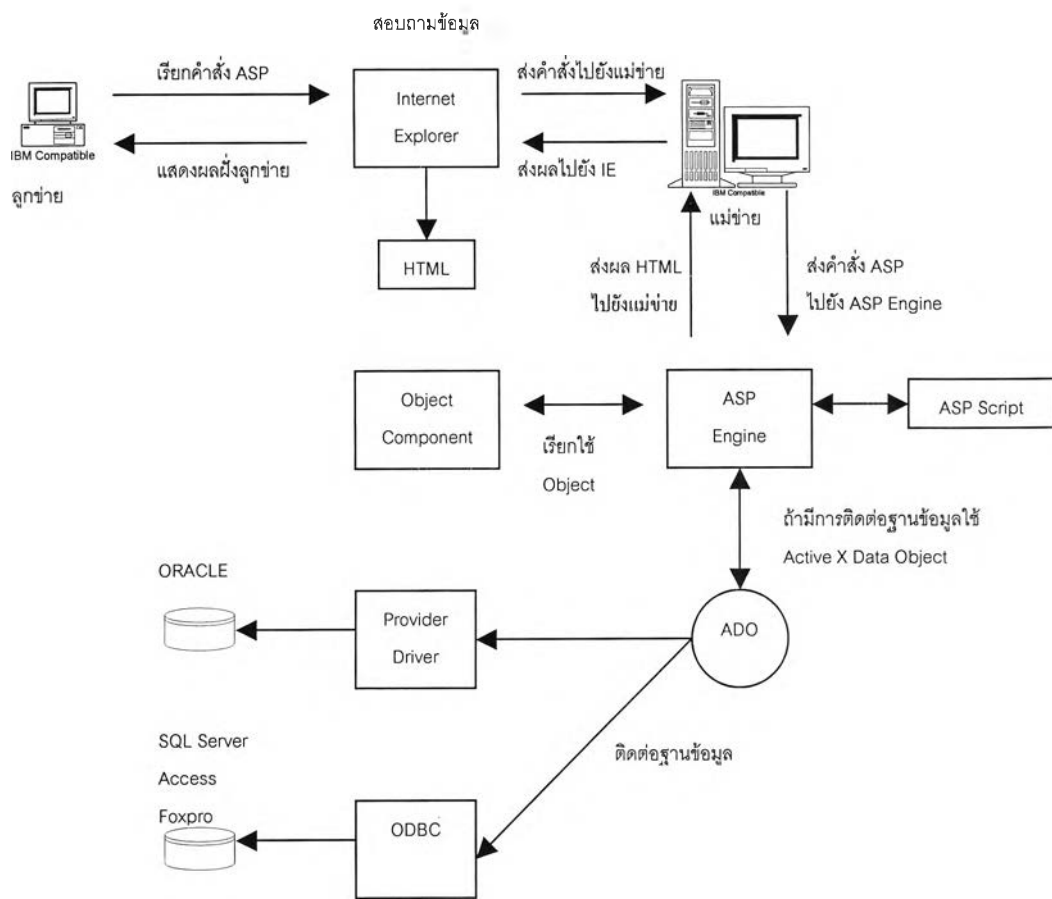 สอบถามข้อมูล
เรียกคำสั่ง ASP
ส่งคำสั่งไปยังแม่ข่าย
Internet
Explorer
IBM Compatible
แสดงผลฝั่งลูกข่าย
ส่งผลไปยัง IE
ลูกข่าย
IBM Compatible
แม่ข่าย
HTML
ส่งผล HTML
ไปยังแม่ข่าย
ส่งคำสั่ง ASP
ไปยัง ASP Engine
Object
Component
เรียกใช้
Object
ASP
Engine
ASP Script
ถ้ามีการติดต่อฐานข้อมูลใช้
Active X Data Object
ORACLE
Provider
Driver
ADO
SQL Server
Access
Foxpro
ODBC
ติดต่อฐานข้อมูล